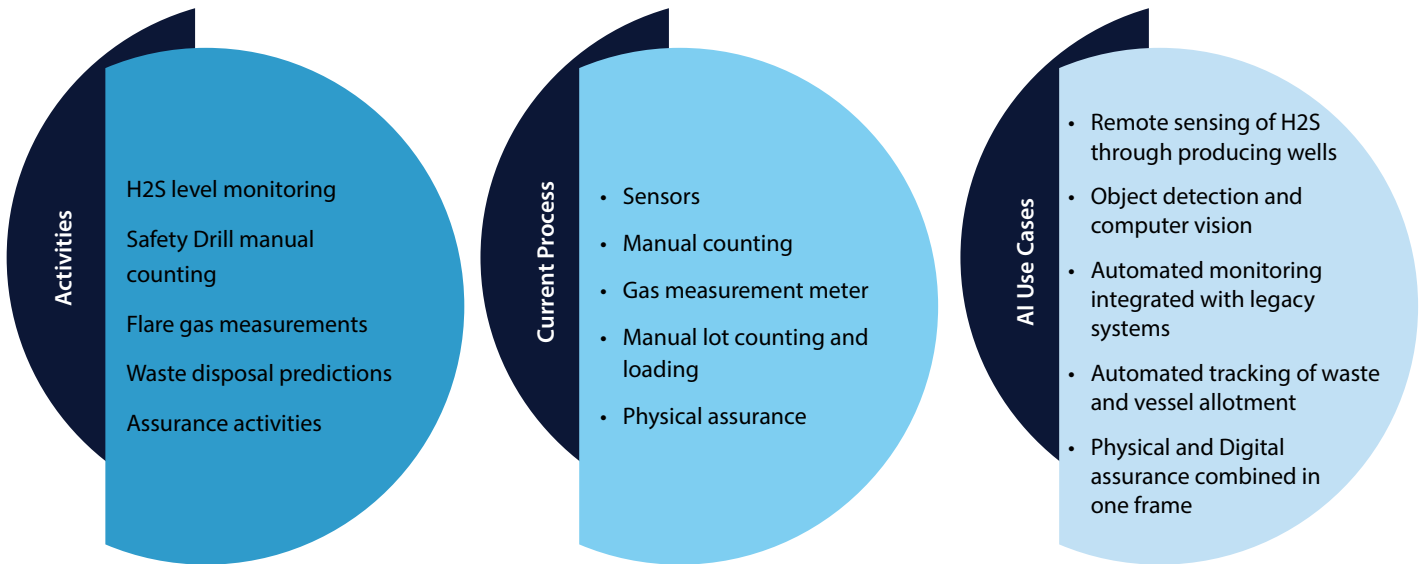 Activities
H2S level monitoring
Safety Drill manual
counting
Flare gas measurements
Waste disposal predictions
Assurance activities
Current Process
• Sensors
• Manual counting
• Gas measurement meter
• Manual lot counting and
loading
• Physical assurance
AI Use Cases
• Remote sensing of H2S
through producing wells
• Object detection and
computer vision
• Automated monitoring
integrated with legacy
systems
• Automated tracking of waste
and vessel allotment
• Physical and Digital
assurance combined in
one frame